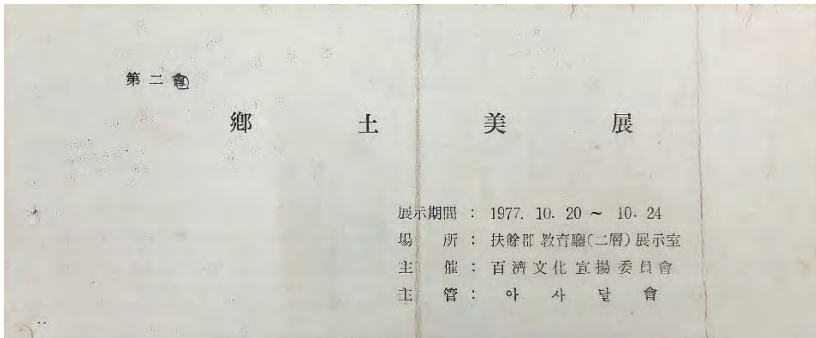 第二會
鄕土美展
展示期間 : 1977. 10. 20 ~ 10. 24
場所 : 扶餘郡 敎育廳(二層) 展示室
主催 : 百濟文化宣揚委員會
主管 : 아사달會